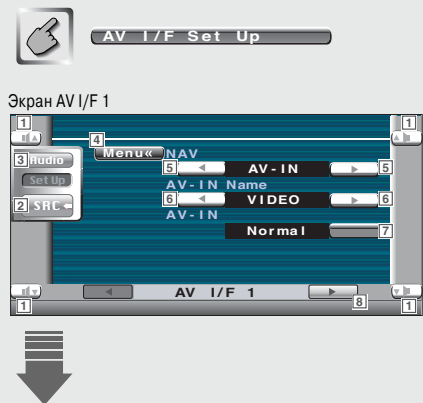 AV I/F Set Up
Экран AV I/F 1
1 1
4
3 Audio Menu« NAV
5 AV-IN 5
Set Up AV-IN Name
2 SRC 6 VIDEO 6
AV-IN
Normal 7
AV I/F 1
1 8 1